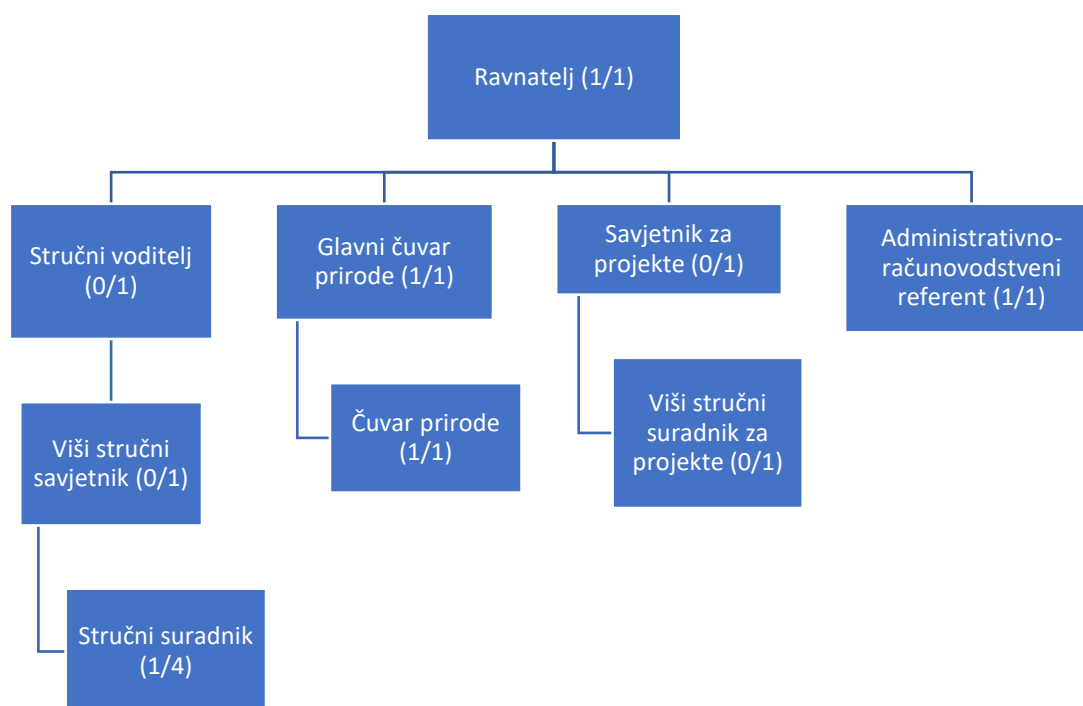 Ravnatelj (1/1)
Stručni voditelj
(0/1)
Glavni čuvar
prirode (1/1)
Savjetnik za
projekte (0/1)
Administrativno-
računovodstveni
referent (1/1)
Viši stručni
savjetnik (0/1)
Čuvar prirode
(1/1)
Viši stručni
suradnik za
projekte (0/1)
Stručni suradnik
(1/4)